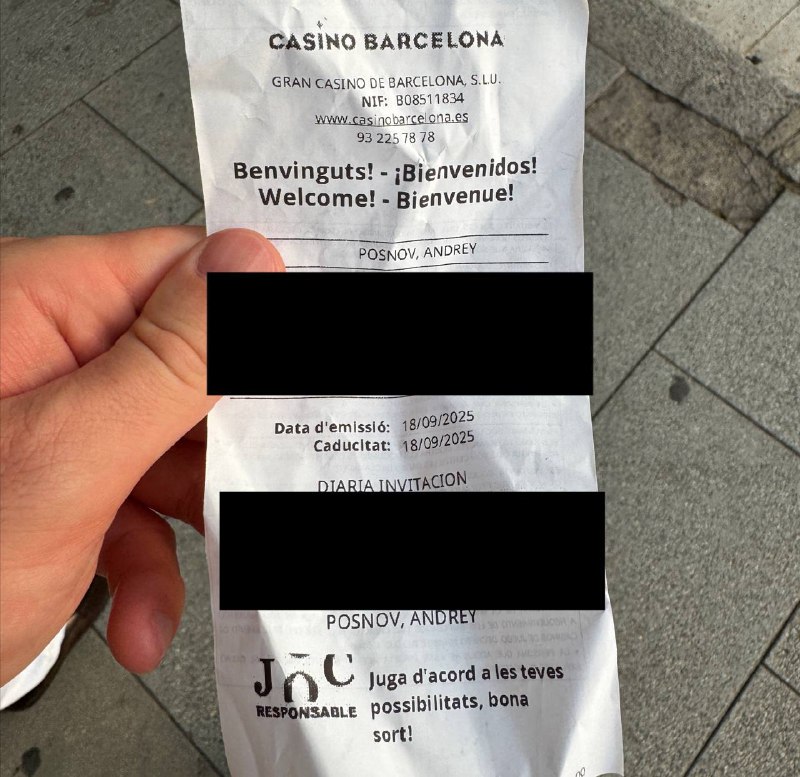 CASINO BARCELONA
GRAN CASINO DE BARCELONA, S.L.U.
NIF: B08511834
www.casinobarcelona.es
93 225 78 78
Benvinguts! - ¡Bienvenidos!
Welcome! - Bienvenue!
POSNOV, ANDREY
Data d'emissió: 18/09/2025
Caducitat: 18/09/2025
DIARIA INVITACION
POSNOV, ANDREY
JOC
RESPONSABLE
Juga d'acord a les teves
possibilitats, bona
sort!